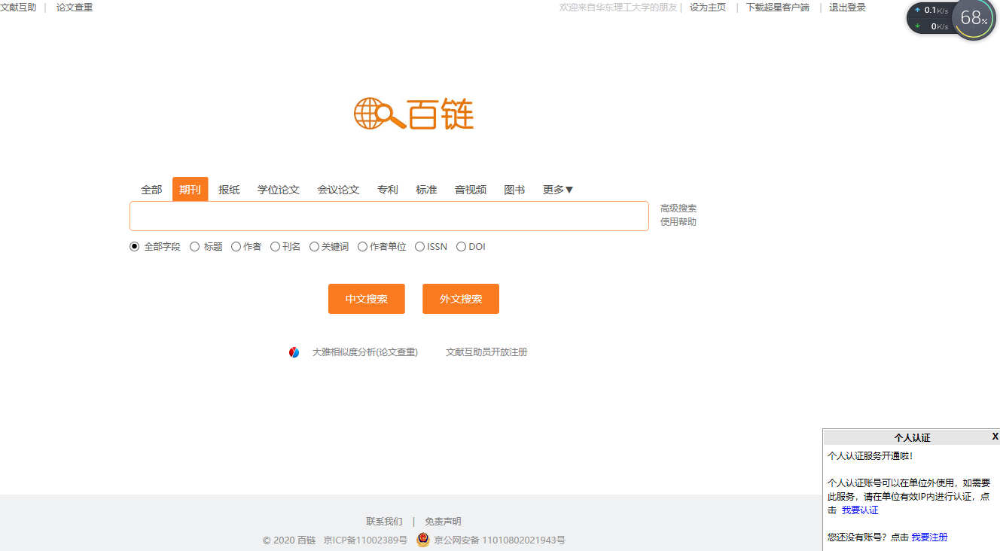 文献互助 | 论文查重 欢迎来自华东理工大学的朋友 | 设为主页 | 下载超星客户端 | 退出登录
0.1K/s
0K/s
68%
百链
全部 期刊 报纸 学位论文 会议论文 专利 标准 音视频 图书 更多▼
高级搜索
使用帮助
全部字段 标题 作者 刊名 关键词 作者单位 ISSN DOI
中文搜索 外文搜索
大雅相似度分析(论文查重) 文献互助员开放注册
个人认证 X
个人认证服务开通啦!
个人认证账号可以在单位外使用，如需要
此服务，请在单位有效IP内进行认证，点
击 我要认证
您还没有账号？点击 我要注册
联系我们 | 免责声明
© 2020 百链 京ICP备11002389号 京公网安备 11010802021943号